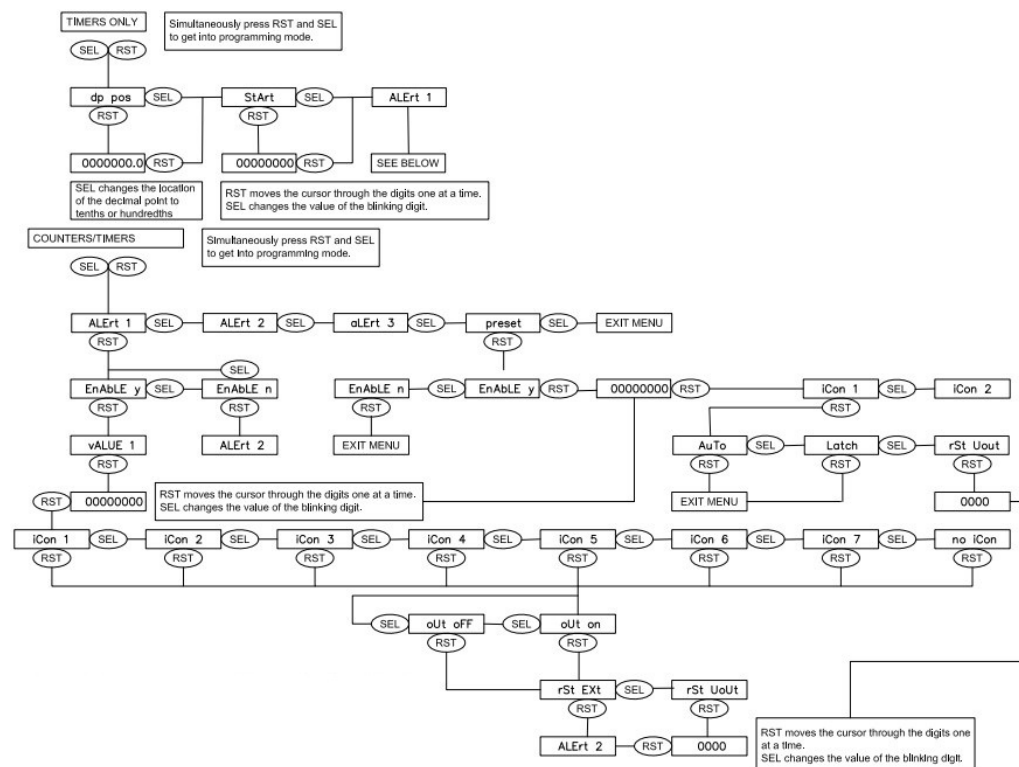 TIMERS ONLY
Simultaneously press RST and SEL
to get into programming mode.
SEL RST
dp pos SEL StArt SEL ALErt 1
RST RST
0000000.0 RST 00000000 RST SEE BELOW
SEL changes the location
of the decimal point to
tenths or hundredths
RST moves the cursor through the digits one at a time.
SEL changes the value of the blinking digit.
COUNTERS/TIMERS
Simultaneously press RST and SEL
to get into programming mode.
SEL RST
ALErt 1 SEL ALErt 2 SEL aLErt 3 SEL preset SEL EXIT MENU
RST RST
SEL
EnAbLE y SEL EnAbLE n EnAbLE n SEL EnAbLE y RST 00000000 RST iCon 1 SEL iCon 2
RST RST RST RST
vALUE 1 ALErt 2 EXIT MENU AuTo SEL Latch SEL rSt Uout
RST RST RST RST
RST 00000000 EXIT MENU 0000
RST moves the cursor through the digits one at a time.
SEL changes the value of the blinking digit.
iCon 1 SEL iCon 2 SEL iCon 3 SEL iCon 4 SEL iCon 5 SEL iCon 6 SEL iCon 7 SEL no iCon
RST RST RST RST RST RST RST RST
SEL oUt oFF SEL oUt on
RST RST
rSt EXt SEL rSt UoUt
RST RST
ALErt 2 RST 0000
RST moves the cursor through the digits one
at a time.
SEL changes the value of the blinking digit.